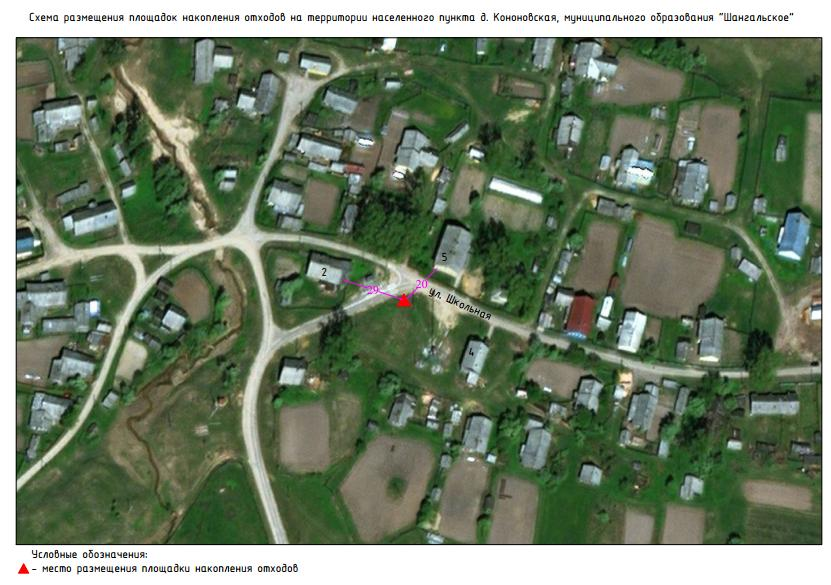 Схема размещения площадок накопления отходов на территории населенного пункта д. Кононовская, муниципального образования "Шангальское"
5
2
20
29
ул. Школьная
4
Условные обозначения:
- место размещения площадки накопления отходов